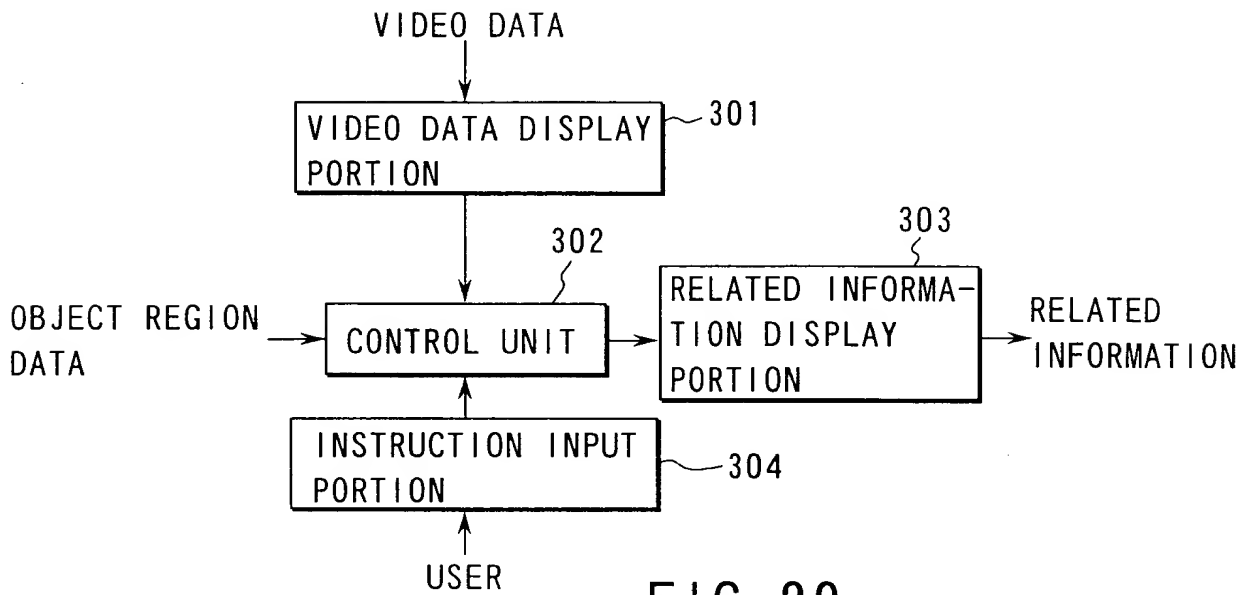 VIDEO DATA
VIDEO DATA DISPLAY
PORTION
301
302
303
OBJECT REGION
DATA
CONTROL UNIT
RELATED INFORMA-
TION DISPLAY
PORTION
RELATED
INFORMATION
INSTRUCTION INPUT
PORTION
304
USER
FIG